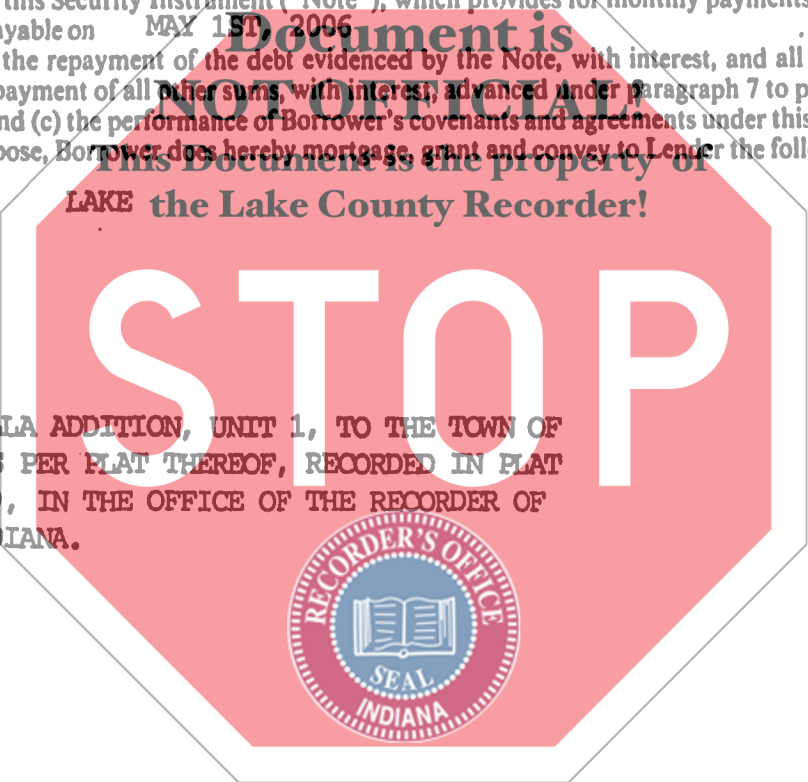 this Security Instrument ("Note"), which provides for monthly payments
ayable on MAY 1ST, 2006
Document is
the repayment of the debt evidenced by the Note, with interest, and all
payment of all other sums, with interest, advanced under paragraph 7 to p
NOT OFFICIAL!
nd (c) the performance of Borrower's covenants and agreements under this
pose, Borrower does hereby mortgage, grant and convey to Lender the foll
This Document is the property of
LAKE
the Lake County Recorder!
STOP
LA ADDITION, UNIT 1, TO THE TOWN OF
S PER PLAT THEREOF, RECORDED IN PLAT
, IN THE OFFICE OF THE RECORDER OF
DIANA.
RECORDER'S OFFICE
SEAL
INDIANA